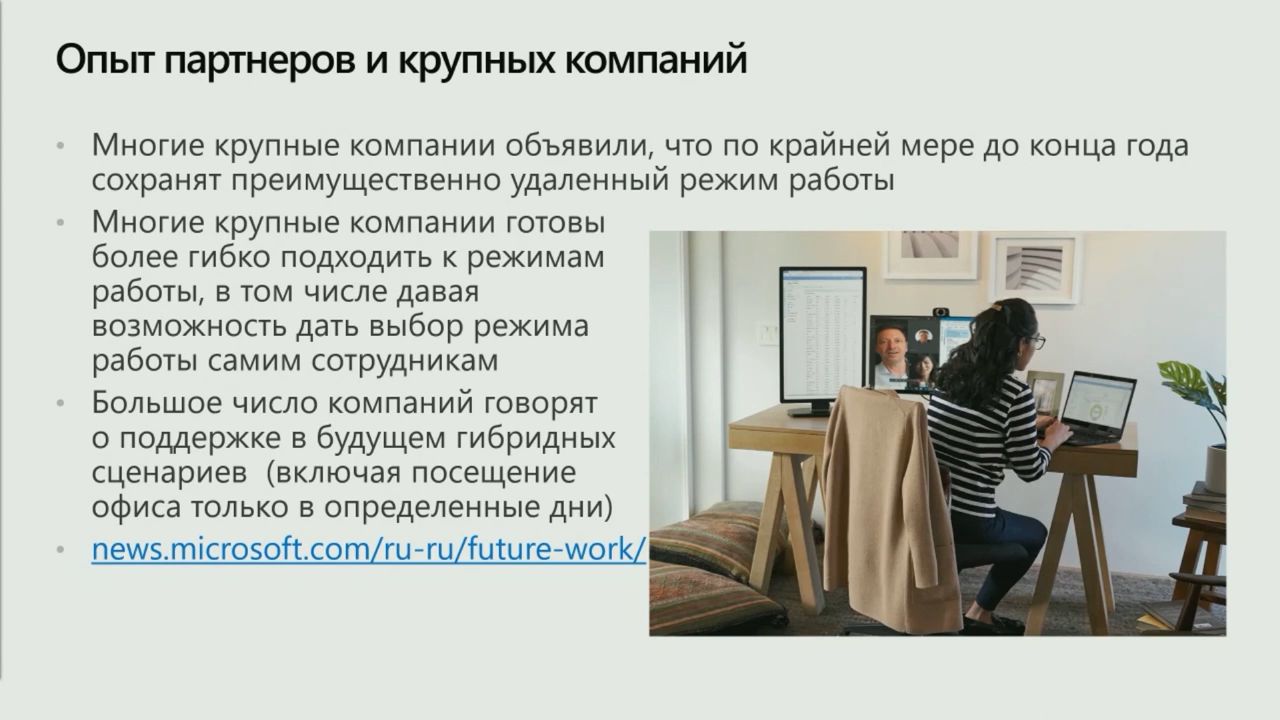 Опыт партнеров и крупных компаний
• Многие крупные компании объявили, что по крайней мере до конца года
сохранят преимущественно удаленный режим работы
• Многие крупные компании готовы
более гибко подходить к режимам
работы, в том числе давая
возможность дать выбор режима
работы самим сотрудникам
• Большое число компаний говорят
о поддержке в будущем гибридных
сценариев (включая посещение
офиса только в определенные дни)
• news.microsoft.com/ru-ru/future-work/